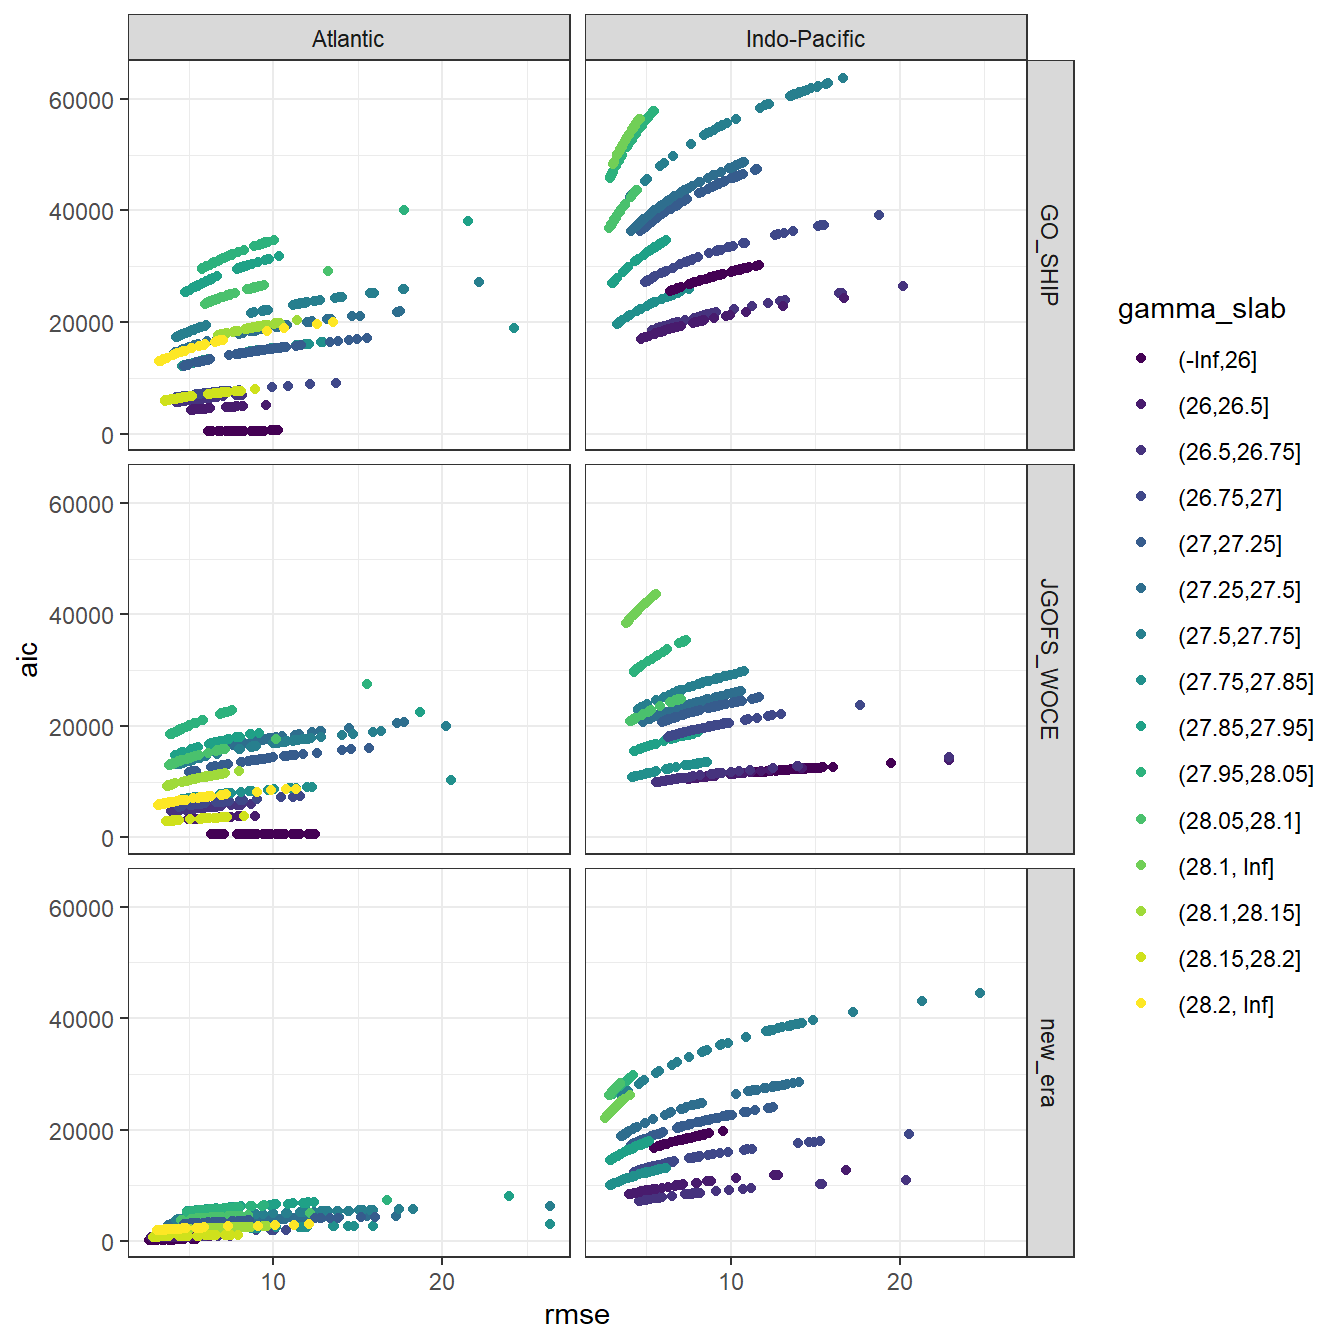 Atlantic
Indo-Pacific
60000
40000
20000
0
GO_SHIP
60000
40000
20000
0
JGOFS_WOCE
60000
40000
20000
0
new_era
10
20
10
20
rmse
aic
gamma_slab
(-Inf,26]
(26,26.5]
(26.5,26.75]
(26.75,27]
(27,27.25]
(27.25,27.5]
(27.5,27.75]
(27.75,27.85]
(27.85,27.95]
(27.95,28.05]
(28.05,28.1]
(28.1, Inf]
(28.1,28.15]
(28.15,28.2]
(28.2, Inf]